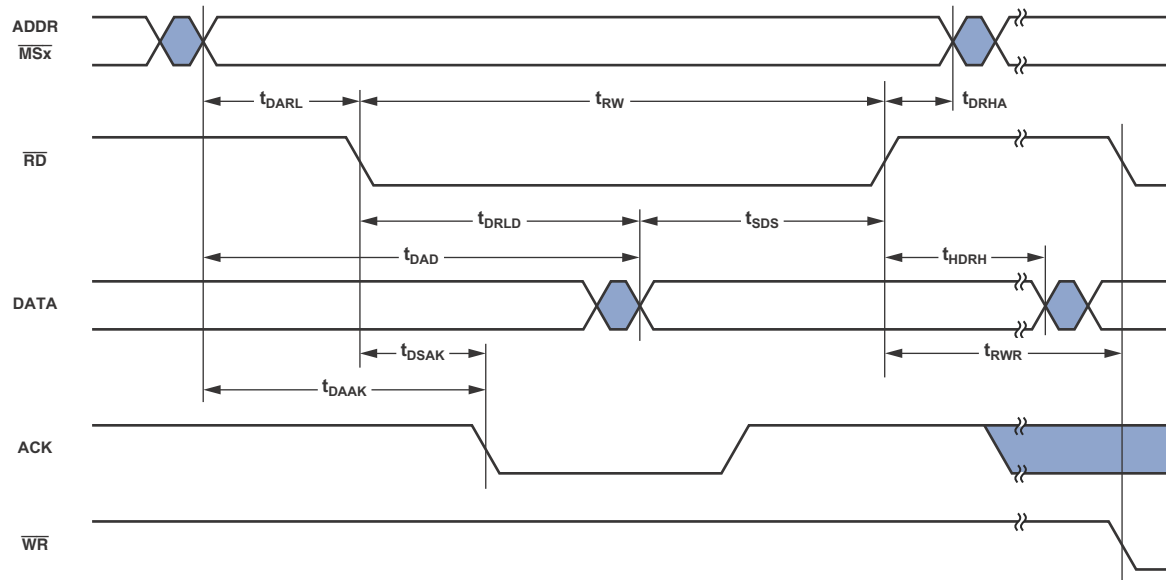 ADDR
MSx
tDARL
tRW
tDRHA
RD
tDRLD
tSDS
tDAD
tHDRH
DATA
tDSAK
tRWR
tDAAK
ACK
WR